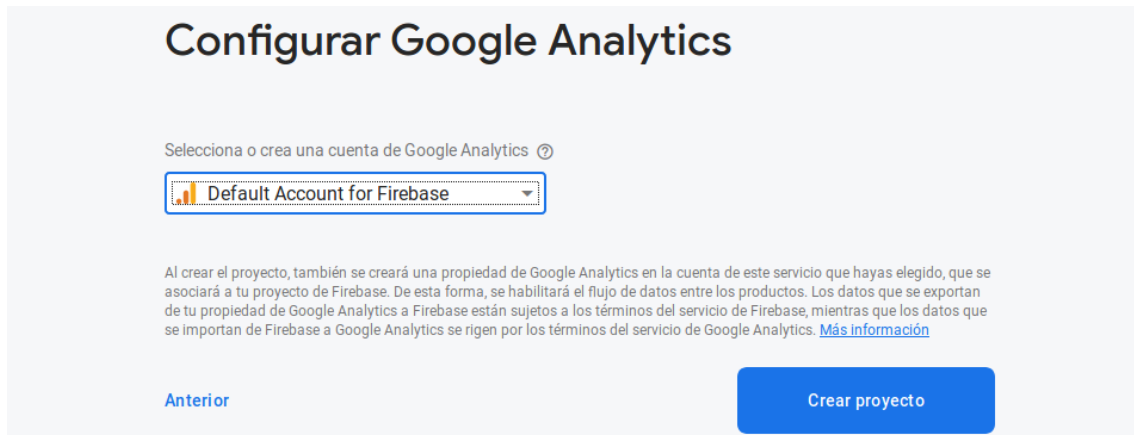 Configurar Google Analytics
Selecciona o crea una cuenta de Google Analytics
Default Account for Firebase
Al crear el proyecto, también se creará una propiedad de Google Analytics en la cuenta de este servicio que hayas elegido, que se
asociará a tu proyecto de Firebase. De esta forma, se habilitará el flujo de datos entre los productos. Los datos que se exportan
de tu propiedad de Google Analytics a Firebase están sujetos a los términos del servicio de Firebase, mientras que los datos que
se importan de Firebase a Google Analytics se rigen por los términos del servicio de Google Analytics. Más información
Anterior
Crear proyecto